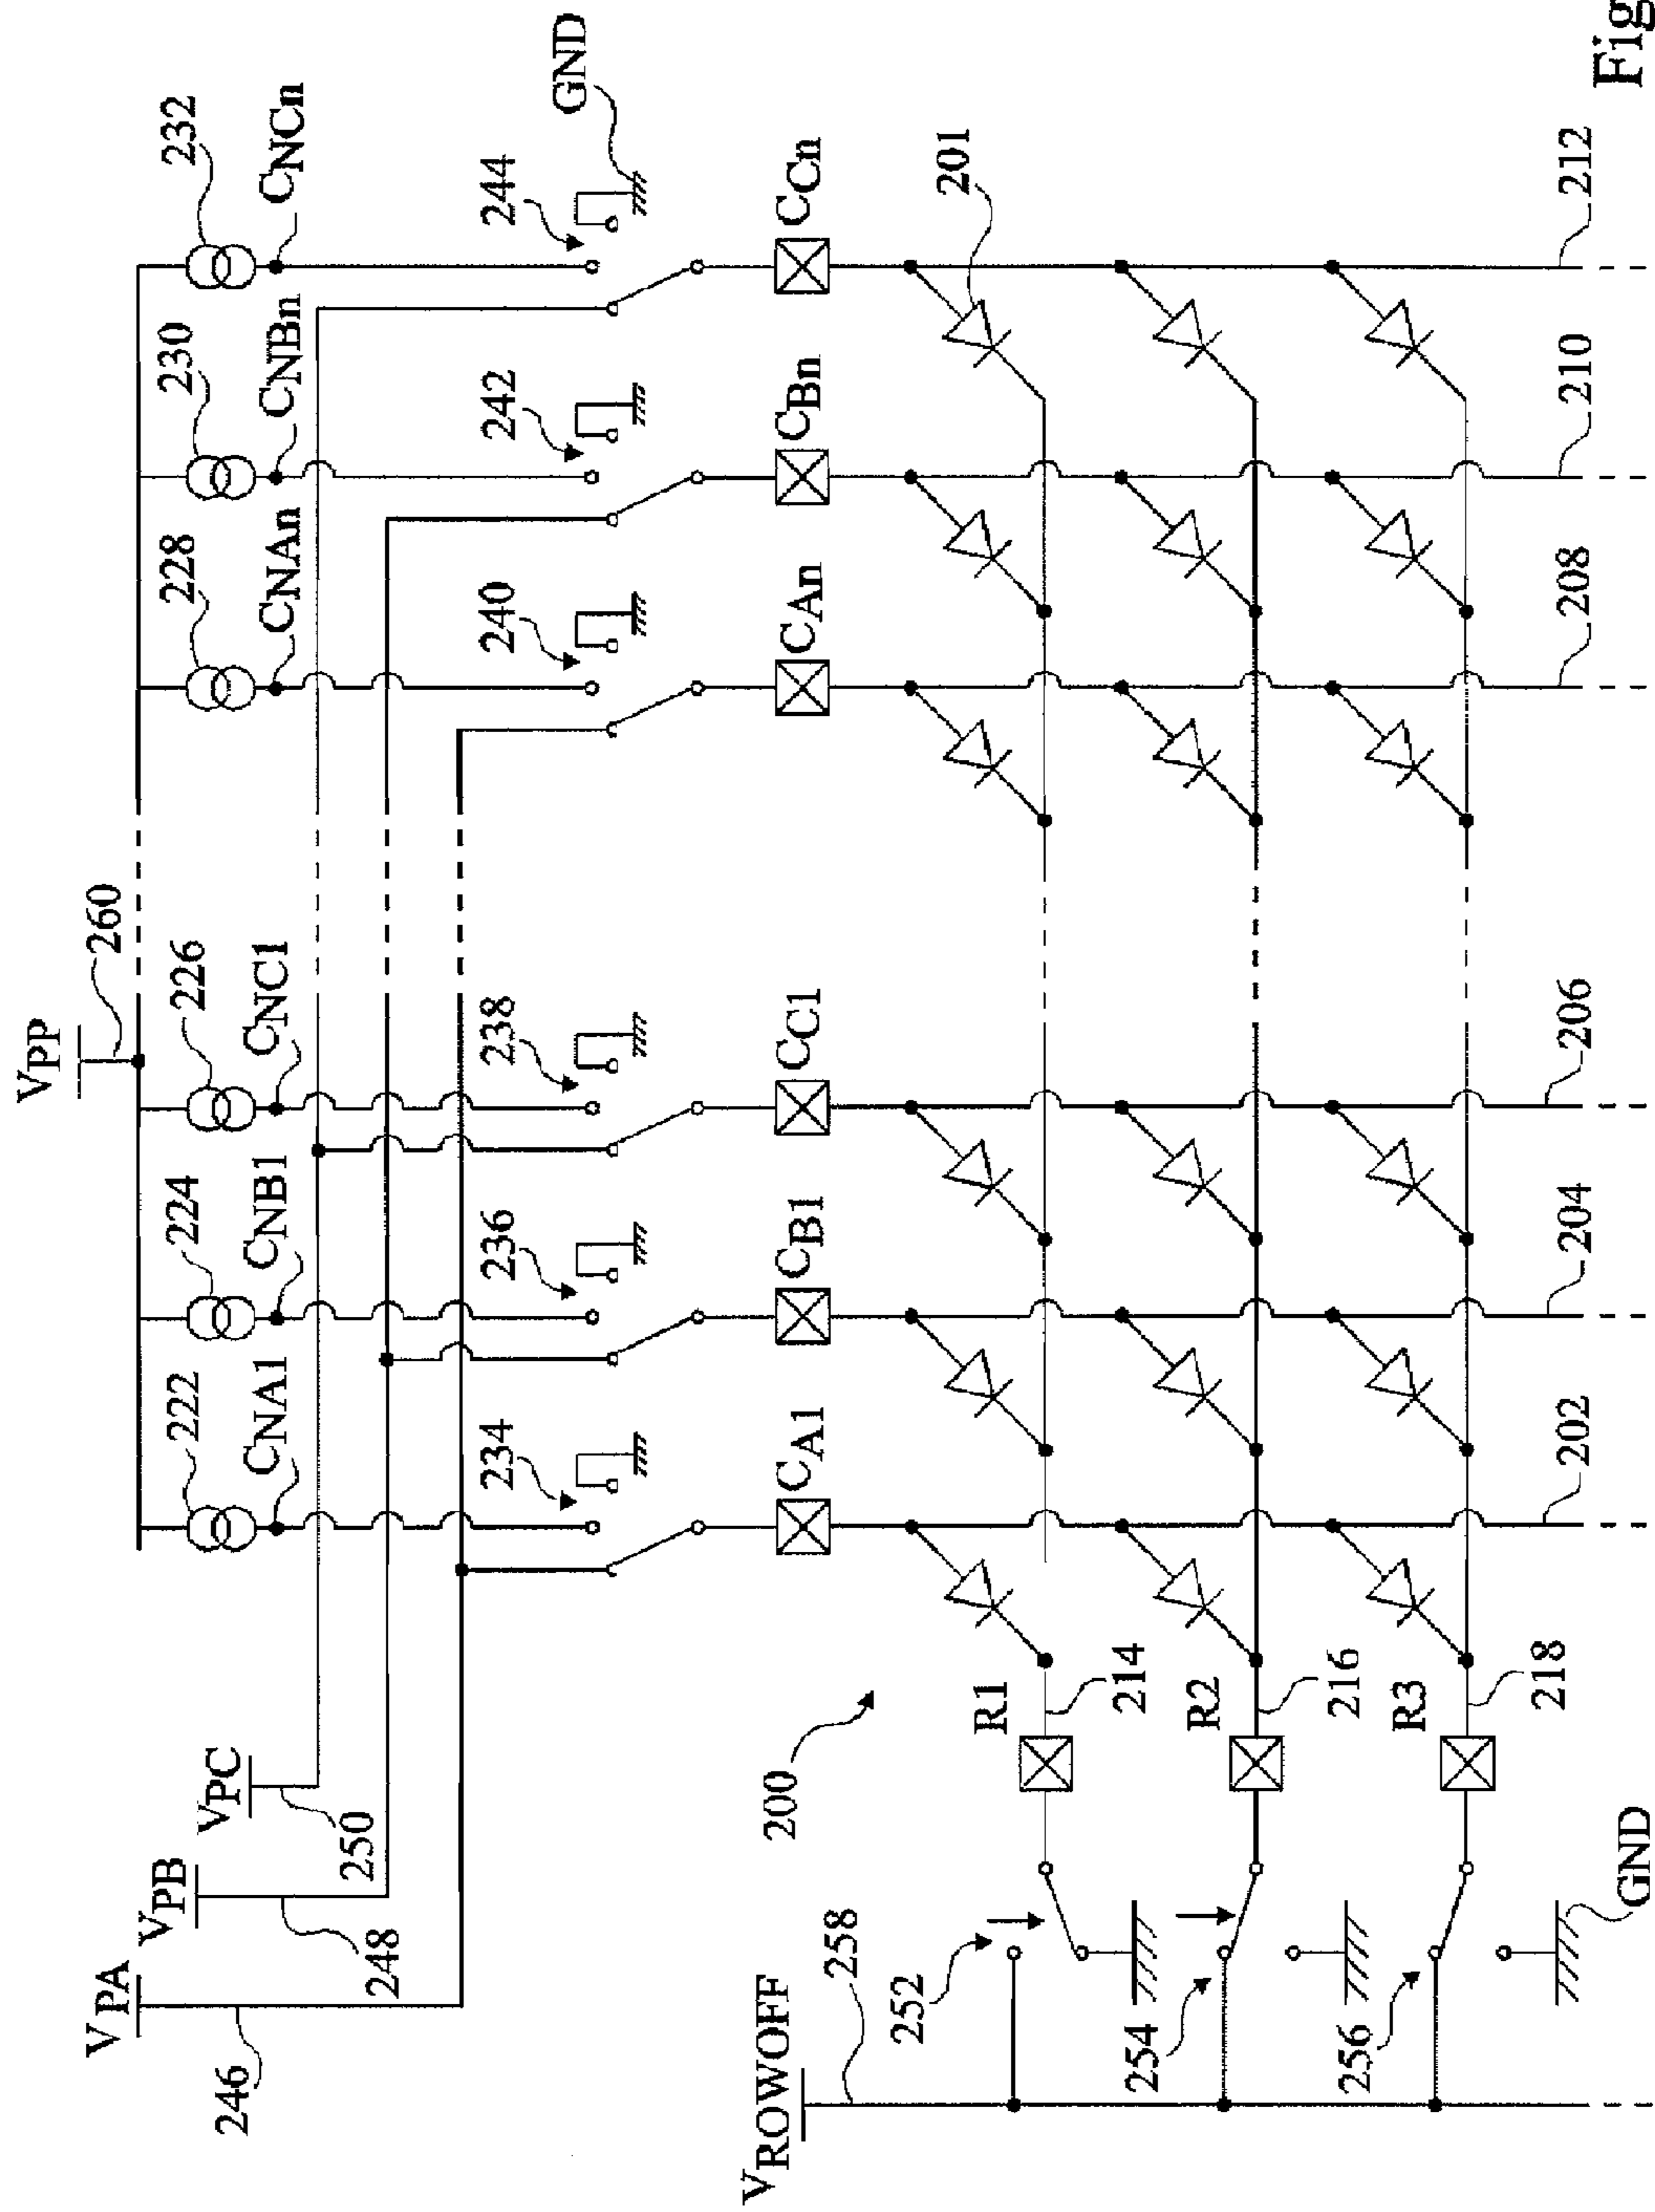 VPP
260
VPA
246
VPB
248
VPC
250
222
224
226
228
230
232
CNA1
CNB1
CNC1
CNAn
CNBn
CNCn
234
236
238
240
242
244
GND
CA1
CB1
CC1
CAn
CBn
CCn
200
201
VROWOFF
258
252
254
256
R1
214
R2
216
R3
218
GND
202
204
206
208
210
212
Fig